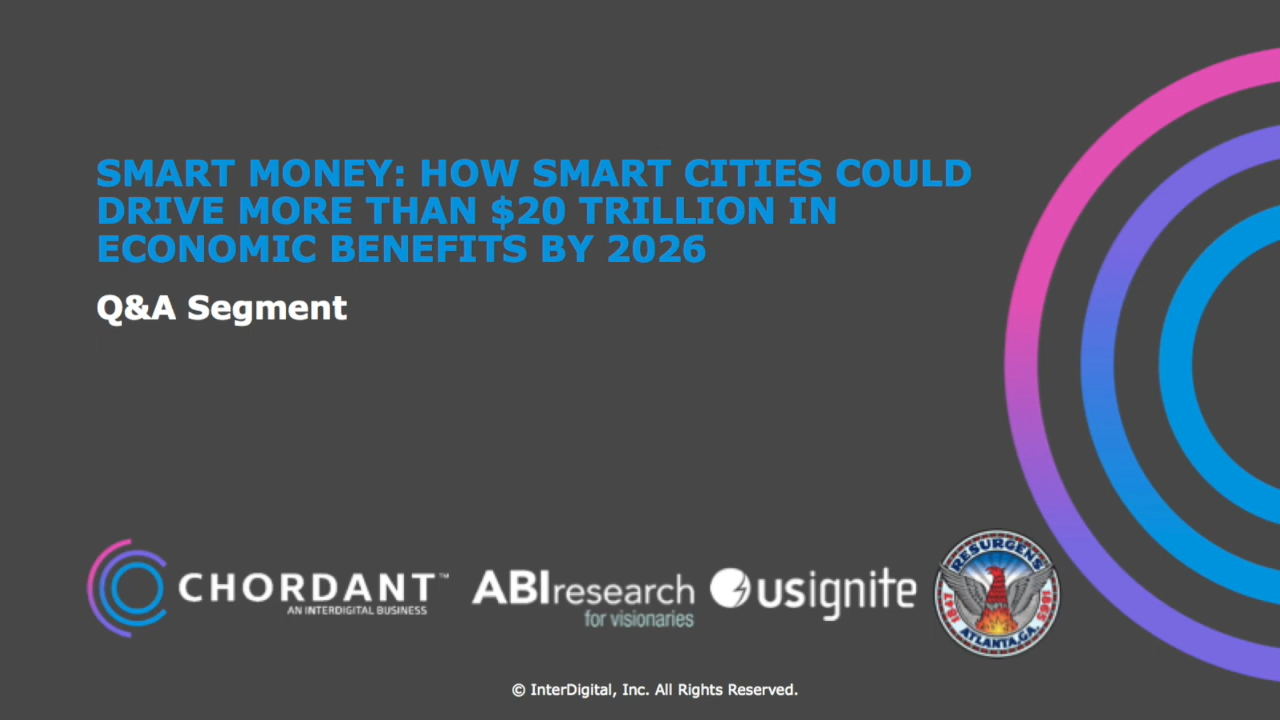 SMART MONEY: HOW SMART CITIES COULD
DRIVE MORE THAN $20 TRILLION IN
ECONOMIC BENEFITS BY 2026
Q&A Segment
CHORDANT™
AN INTERDIGITAL BUSINESS
ABIresearch
for visionaries
usignite
RESURGENS
1847 1865
ATLANTA, GA.
© InterDigital, Inc. All Rights Reserved.